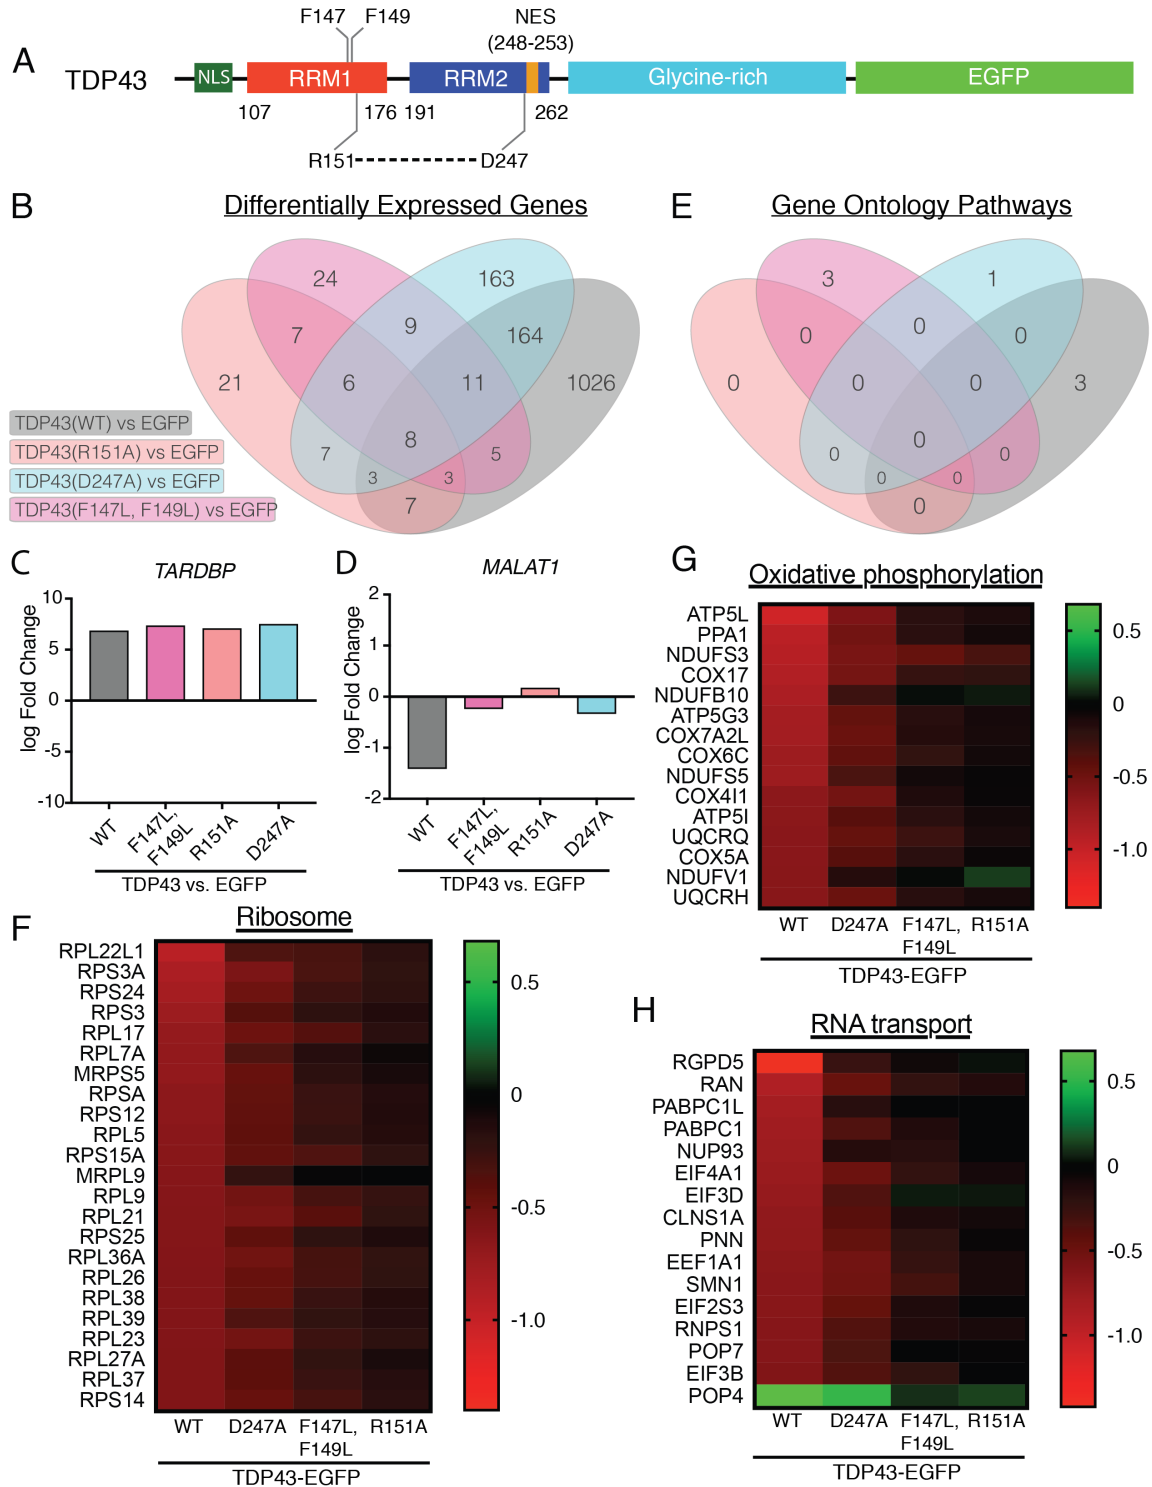 A
F147 F149
NES
(248-253)
TDP43
NLS RRM1 RRM2 Glycine-rich EGFP
107 176 191 262
R151 D247
B
Differentially Expressed Genes
24 163
7 9 164
21 6 11 1026
8
7 3 3 5
7
TDP43(WT) vs EGFP
TDP43(R151A) vs EGFP
TDP43(D247A) vs EGFP
TDP43(F147L, F149L) vs EGFP
E
Gene Ontology Pathways
3 1
0 0 0
0 0 0 3
0
0 0 0 0
0
C
TARDBP
log Fold Change
10
5
0
-5
-10
WT
F147L,
F149L
R151A
D247A
TDP43 vs. EGFP
D
MALAT1
log Fold Change
2
1
0
-1
-2
WT
F147L,
F149L
R151A
D247A
TDP43 vs. EGFP
F
Ribosome
RPL22L1
RPS3A
RPS24
RPS3
RPL17
RPL7A
MRPS5
RPSA
RPS12
RPL5
RPS15A
MRPL9
RPL9
RPL21
RPS25
RPL36A
RPL26
RPL38
RPL39
RPL23
RPL27A
RPL37
RPS14
WT D247A F147L, R151A
F149L
TDP43-EGFP
0.5
0
-0.5
-1.0
G
Oxidative phosphorylation
ATP5L
PPA1
NDUFS3
COX17
NDUFB10
ATP5G3
COX7A2L
COX6C
NDUFS5
COX4I1
ATP5I
UQCRQ
COX5A
NDUFV1
UQCRH
WT D247A F147L, R151A
F149L
TDP43-EGFP
0.5
0
-0.5
-1.0
H
RNA transport
RGPD5
RAN
PABPC1L
PABPC1
NUP93
EIF4A1
EIF3D
CLNS1A
PNN
EEF1A1
SMN1
EIF2S3
RNPS1
POP7
EIF3B
POP4
WT D247A F147L, R151A
F149L
TDP43-EGFP
0.5
0
-0.5
-1.0